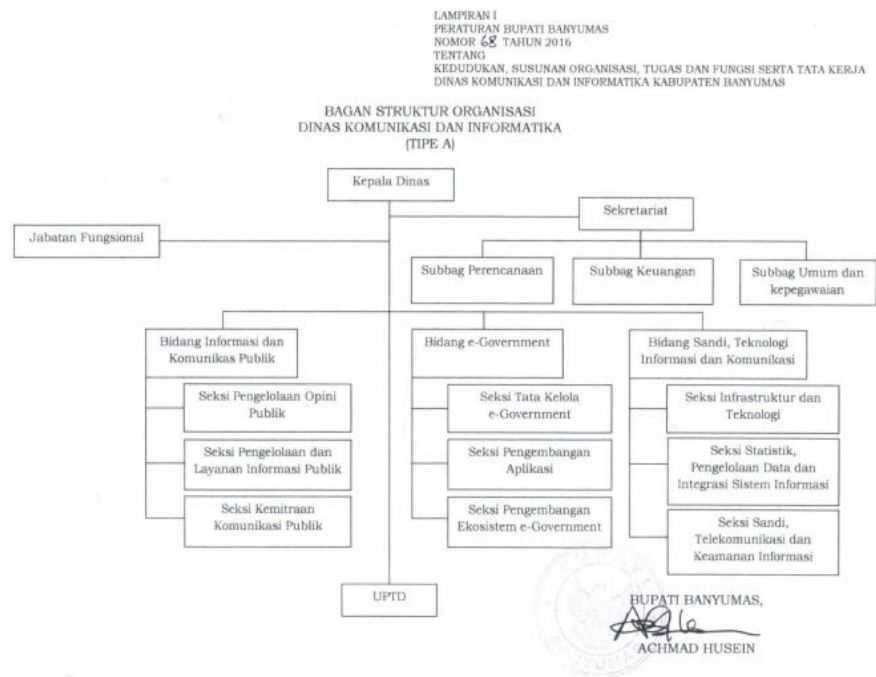 LAMPIRAN I
PERATURAN BUPATI BANYUMAS
NOMOR 68 TAHUN 2016
TENTANG
KEDUDUKAN, SUSUNAN ORGANISASI, TUGAS DAN FUNGSI SERTA TATA KERJA
DINAS KOMUNIKASI DAN INFORMATIKA KABUPATEN BANYUMAS
BAGAN STRUKTUR ORGANISASI
DINAS KOMUNIKASI DAN INFORMATIKA
(TIPE A)
Kepala Dinas
Sekretariat
Jabatan Fungsional
Subbag Perencanaan
Subbag Keuangan
Subbag Umum dan
kepegawaian
Bidang Informasi dan
Komunikas Publik
Bidang e-Government
Bidang Sandi, Teknologi
Informasi dan Komunikasi
Seksi Pengelolaan Opini
Publik
Seksi Tata Kelola
e-Government
Seksi Infrastruktur dan
Teknologi
Seksi Pengelolaan dan
Layanan Informasi Publik
Seksi Pengembangan
Aplikasi
Seksi Statistik,
Pengelolaan Data dan
Integrasi Sistem Informasi
Seksi Kemitraan
Komunikasi Publik
Seksi Pengembangan
Ekosistem e-Government
Seksi Sandi,
Telekomunikasi dan
Keamanan Informasi
UPTD
BUPATI BANYUMAS,
ACHMAD HUSEIN